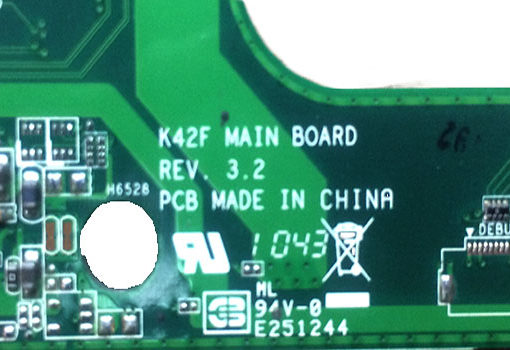 K42F MAIN BOARD
REV. 3.2
PCB MADE IN CHINA
H6528
1043
DEBU
ML
94V-0
E251244